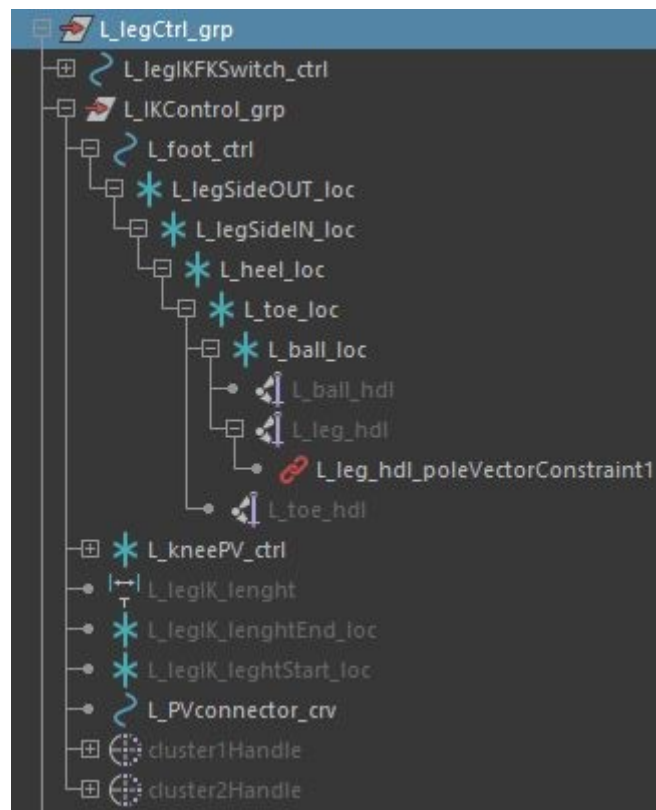 L_legCtrl_grp
L_legIKFKSwitch_ctrl
L_IKControl_grp
L_foot_ctrl
L_legSideOUT_loc
L_legSideIN_loc
L_heel_loc
L_toe_loc
L_ball_loc
L_ball_hdl
L_leg_hdl
L_leg_hdl_poleVectorConstraint1
L_toe_hdl
L_kneePV_ctrl
L_legIK_lenght
L_legIK_lenghtEnd_loc
L_legIK_leghtStart_loc
L_PVconnector_crv
cluster1Handle
cluster2Handle